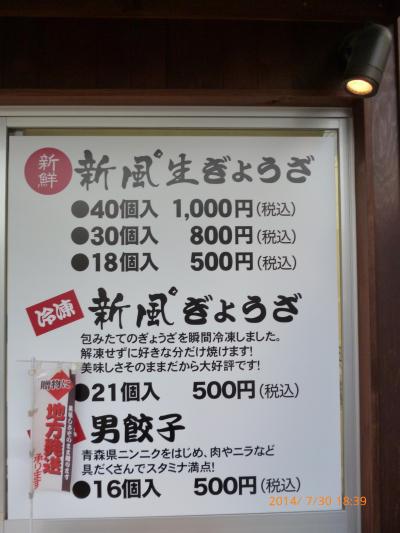 新鮮
新風生ぎょうざ
●40個入 1,000円(税込)
●30個入 800円(税込)
●18個入 500円(税込)
冷凍
新風ぎょうざ
包みたてのぎょうざを瞬間冷凍しました。
解凍せずに好きな分だけ焼けます!
美味しさそのままだから大好評です!
●21個入 500円(税込)
男餃子
青森県ニンニクをはじめ、肉やニラなど
具だくさんでスタミナ満点!
●16個入 500円(税込)
贈物に
地方発送
承ります
2014/ 7/30 18:39